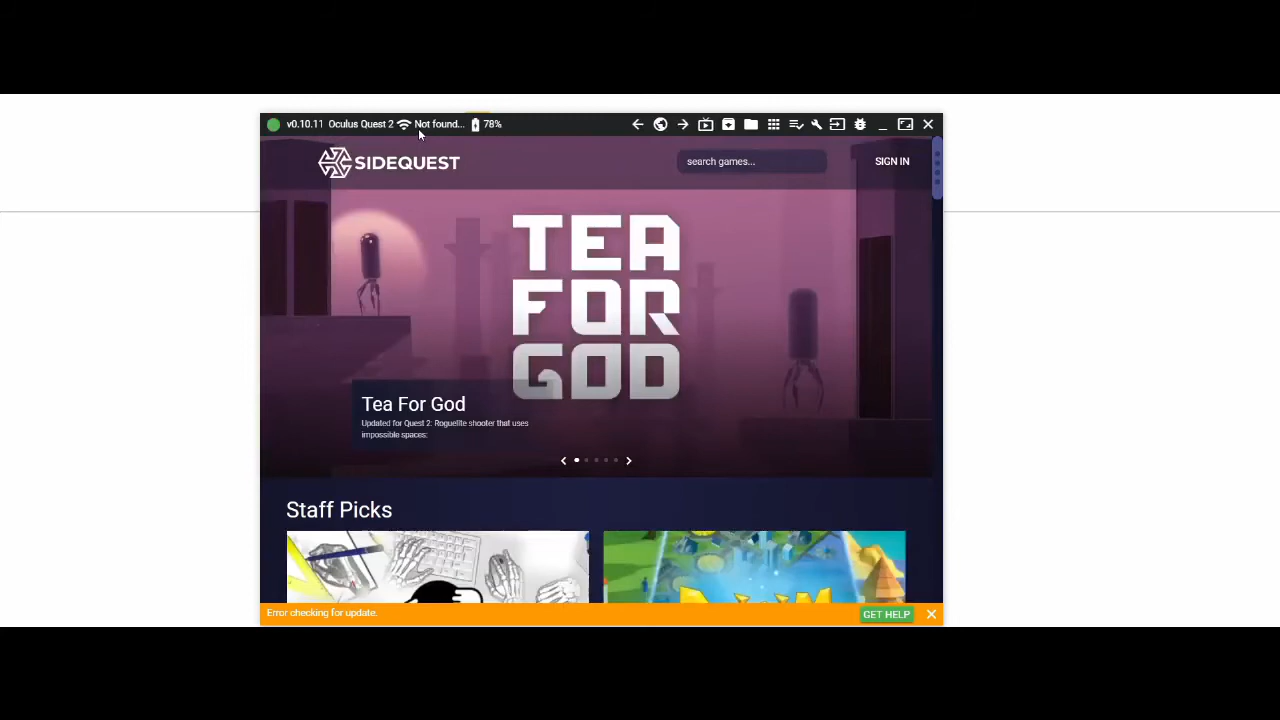 v0.10.11 Oculus Quest 2 Not found... 78%
SIDEQUEST
search games...
SIGN IN
TEA
FOR
GOD
Tea For God
Updated for Quest 2: Roguelite shooter that uses
impossible spaces:
Staff Picks
Error checking for update.
GET HELP